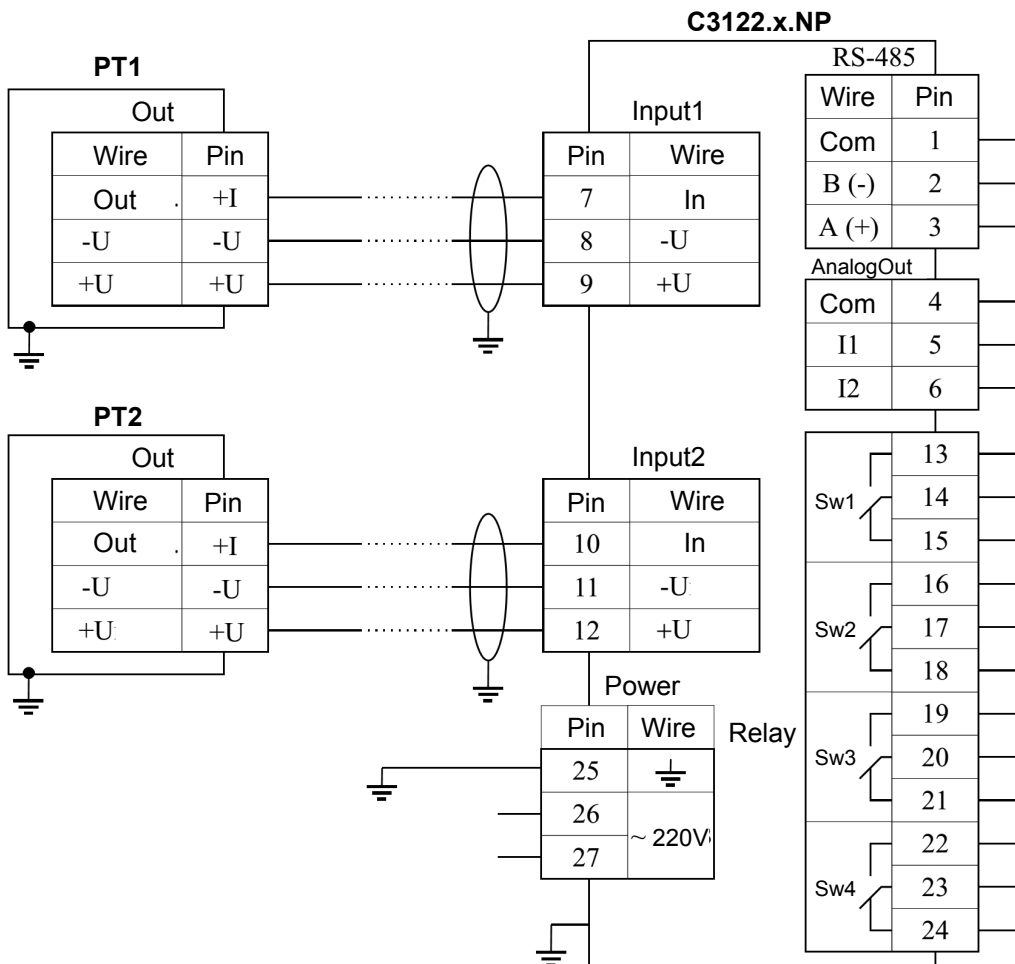 C3122.x.NP
PT1
Out
Wire Pin
Out . +I
-U -U
+U +U
Input1
Pin Wire
7 In
8 -U
9 +U
RS-485
Wire Pin
Com 1
B (-) 2
A (+) 3
AnalogOut
Com 4
I1 5
I2 6
PT2
Out
Wire Pin
Out . +I
-U -U
+U +U
Input2
Pin Wire
10 In
11 -U
12 +U
Power
Pin Wire
25
26
27
~ 220V
Relay
Sw1
13
14
15
Sw2
16
17
18
Sw3
19
20
21
Sw4
22
23
24